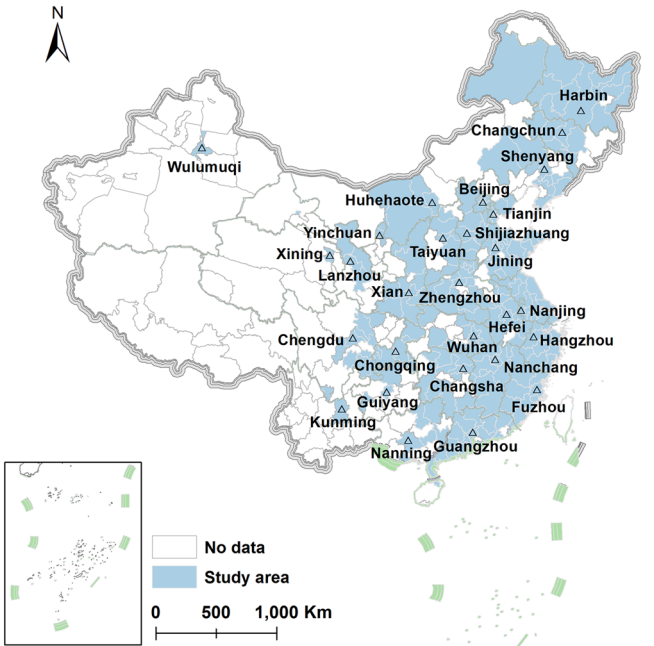 N
Harbin
Changchun
Shenyang
Wulumuqi
Beijing
Huhehaote
Tianjin
Yinchuan
Shijiazhuang
Xining
Taiyuan
Jining
Lanzhou
Xian
Zhengzhou
Nanjing
Hefei
Chengdu
Wuhan
Hangzhou
Chongqing
Nanchang
Changsha
Guiyang
Fuzhou
Kunming
Guangzhou
Nanning
No data
Study area
0 500 1,000 Km